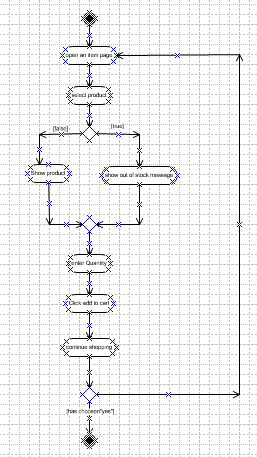 open an item page
select product
[false]
[true]
Show product
show out of stock message
enter Quantity
Click add to cart
continue shopping
[has choosen"yes"]